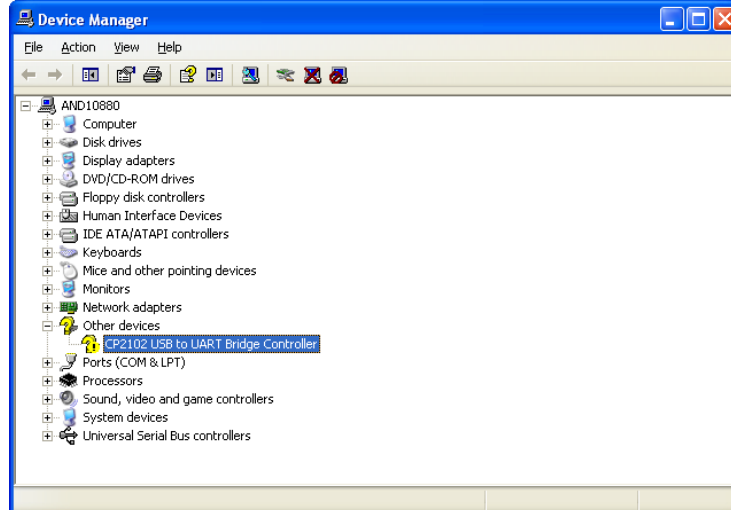 Device Manager
File Action View Help
AND10880
Computer
Disk drives
Display adapters
DVD/CD-ROM drives
Floppy disk controllers
Human Interface Devices
IDE ATA/ATAPI controllers
Keyboards
Mice and other pointing devices
Monitors
Network adapters
Other devices
CP2102 USB to UART Bridge Controller
Ports (COM & LPT)
Processors
Sound, video and game controllers
System devices
Universal Serial Bus controllers